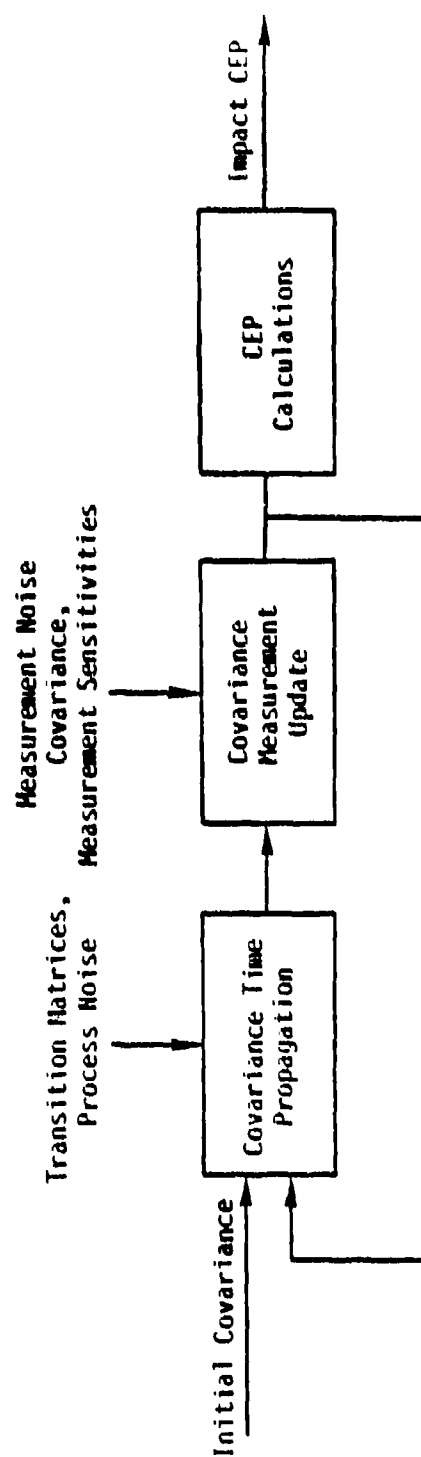 Initial Covariance
Transition Matrices,
Process Noise
Covariance Time
Propagation
Measurement Noise
Covariance,
Measurement Sensitivities
Covariance
Measurement
Update
CEP
Calculations
Impact CEP